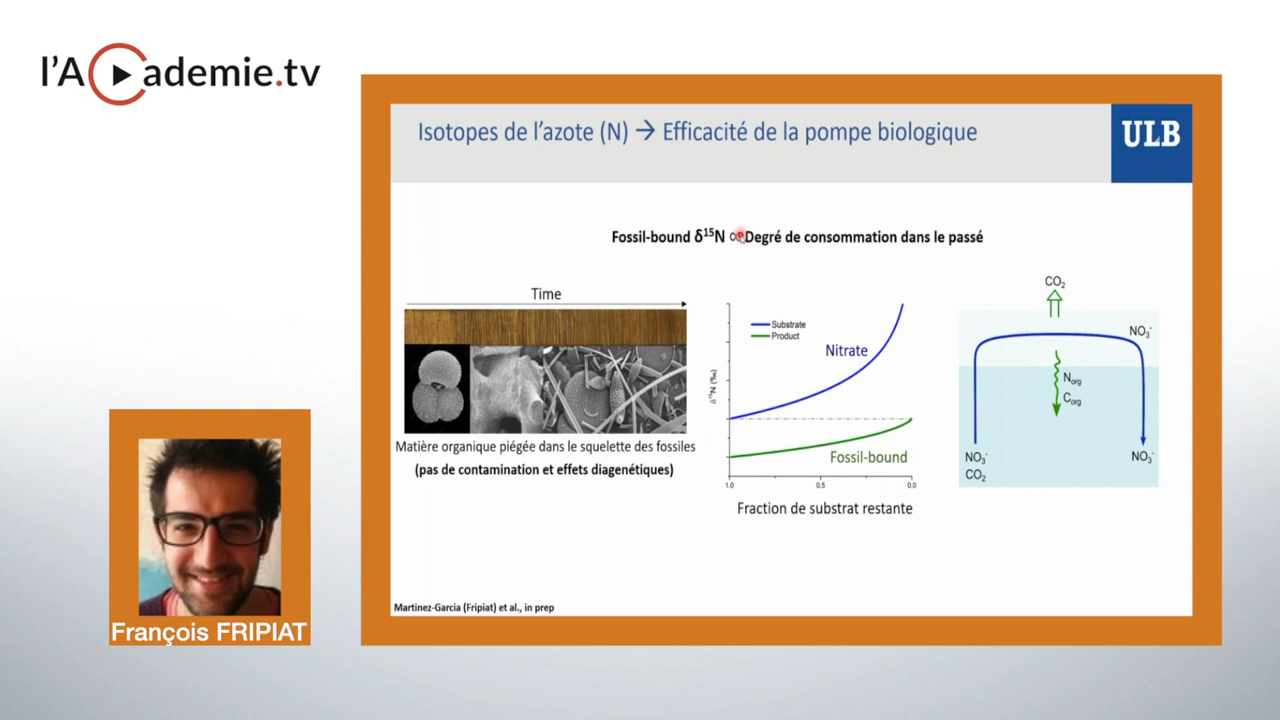 l'Academie.tv
Isotopes de l'azote (N) → Efficacité de la pompe biologique
ULB
Fossil-bound δ¹⁵N ∝ Degré de consommation dans le passé
Time
Matière organique piégée dans le squelette des fossiles
(pas de contamination et effets diagenétiques)
Substrate
Product
Nitrate
Fossil-bound
δ¹⁵N (‰)
1.0 0.5 0.0
Fraction de substrat restante
CO₂
NO₃⁻
N org
C org
NO₃⁻
CO₂
NO₃⁻
Martinez-Garcia (Fripiat) et al., in prep
François FRIPIAT